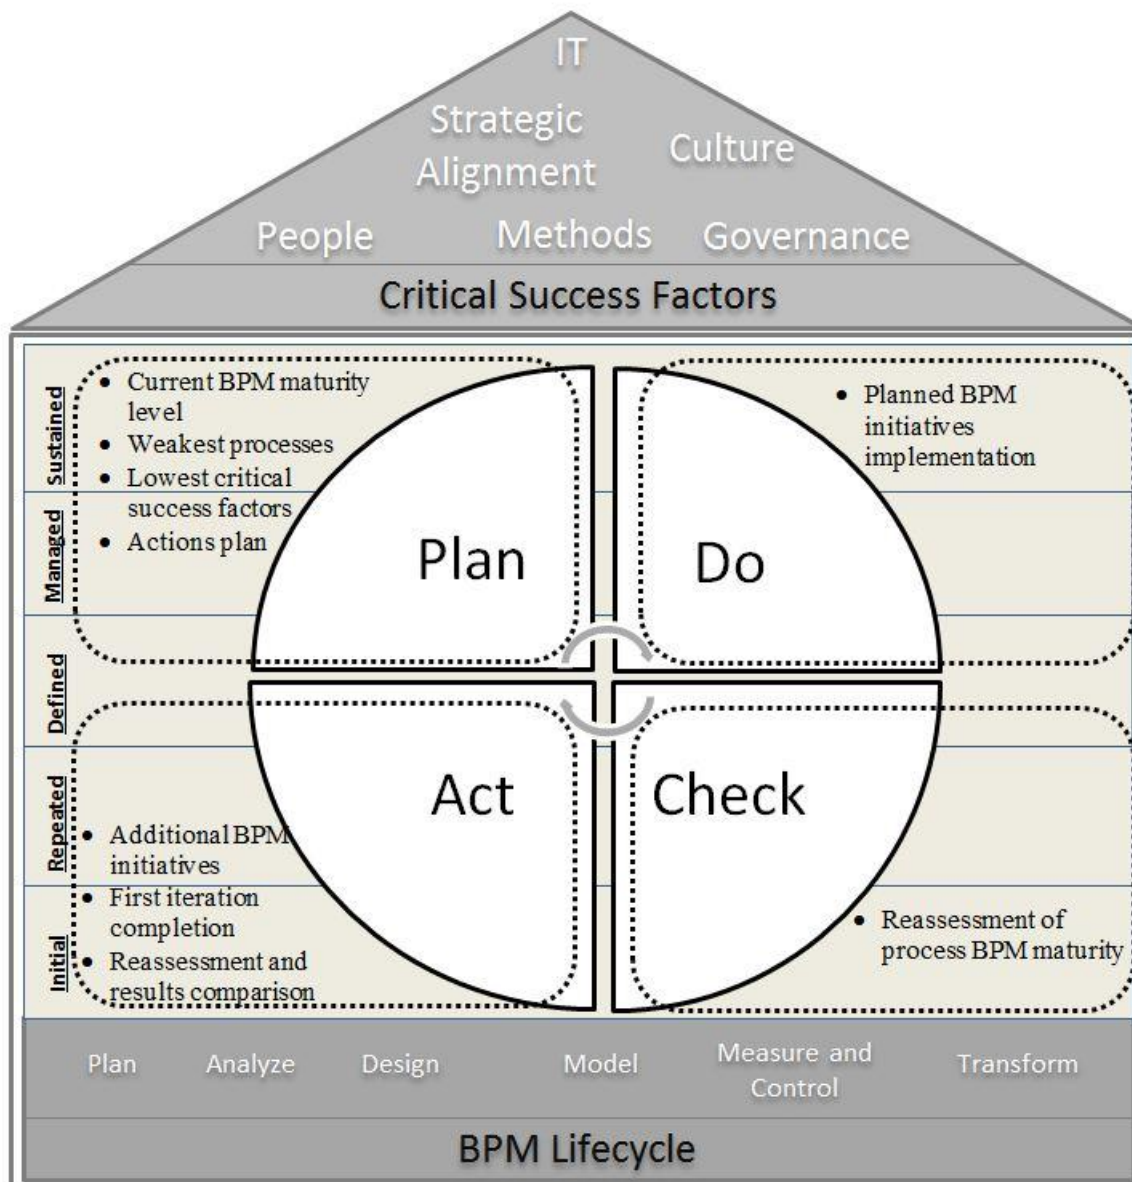 IT
Strategic
Alignment
Culture
People
Methods
Governance
Critical Success Factors
Sustained
• Current BPM maturity
level
• Weakest processes
• Lowest critical
success factors
• Actions plan
• Planned BPM
initiatives
implementation
Managed
Plan
Do
Defined
Repeated
Act
Check
• Additional BPM
initiatives
Initial
• First iteration
completion
• Reassessment and
results comparison
• Reassessment of
process BPM maturity
Plan
Analyze
Design
Model
Measure and
Control
Transform
BPM Lifecycle